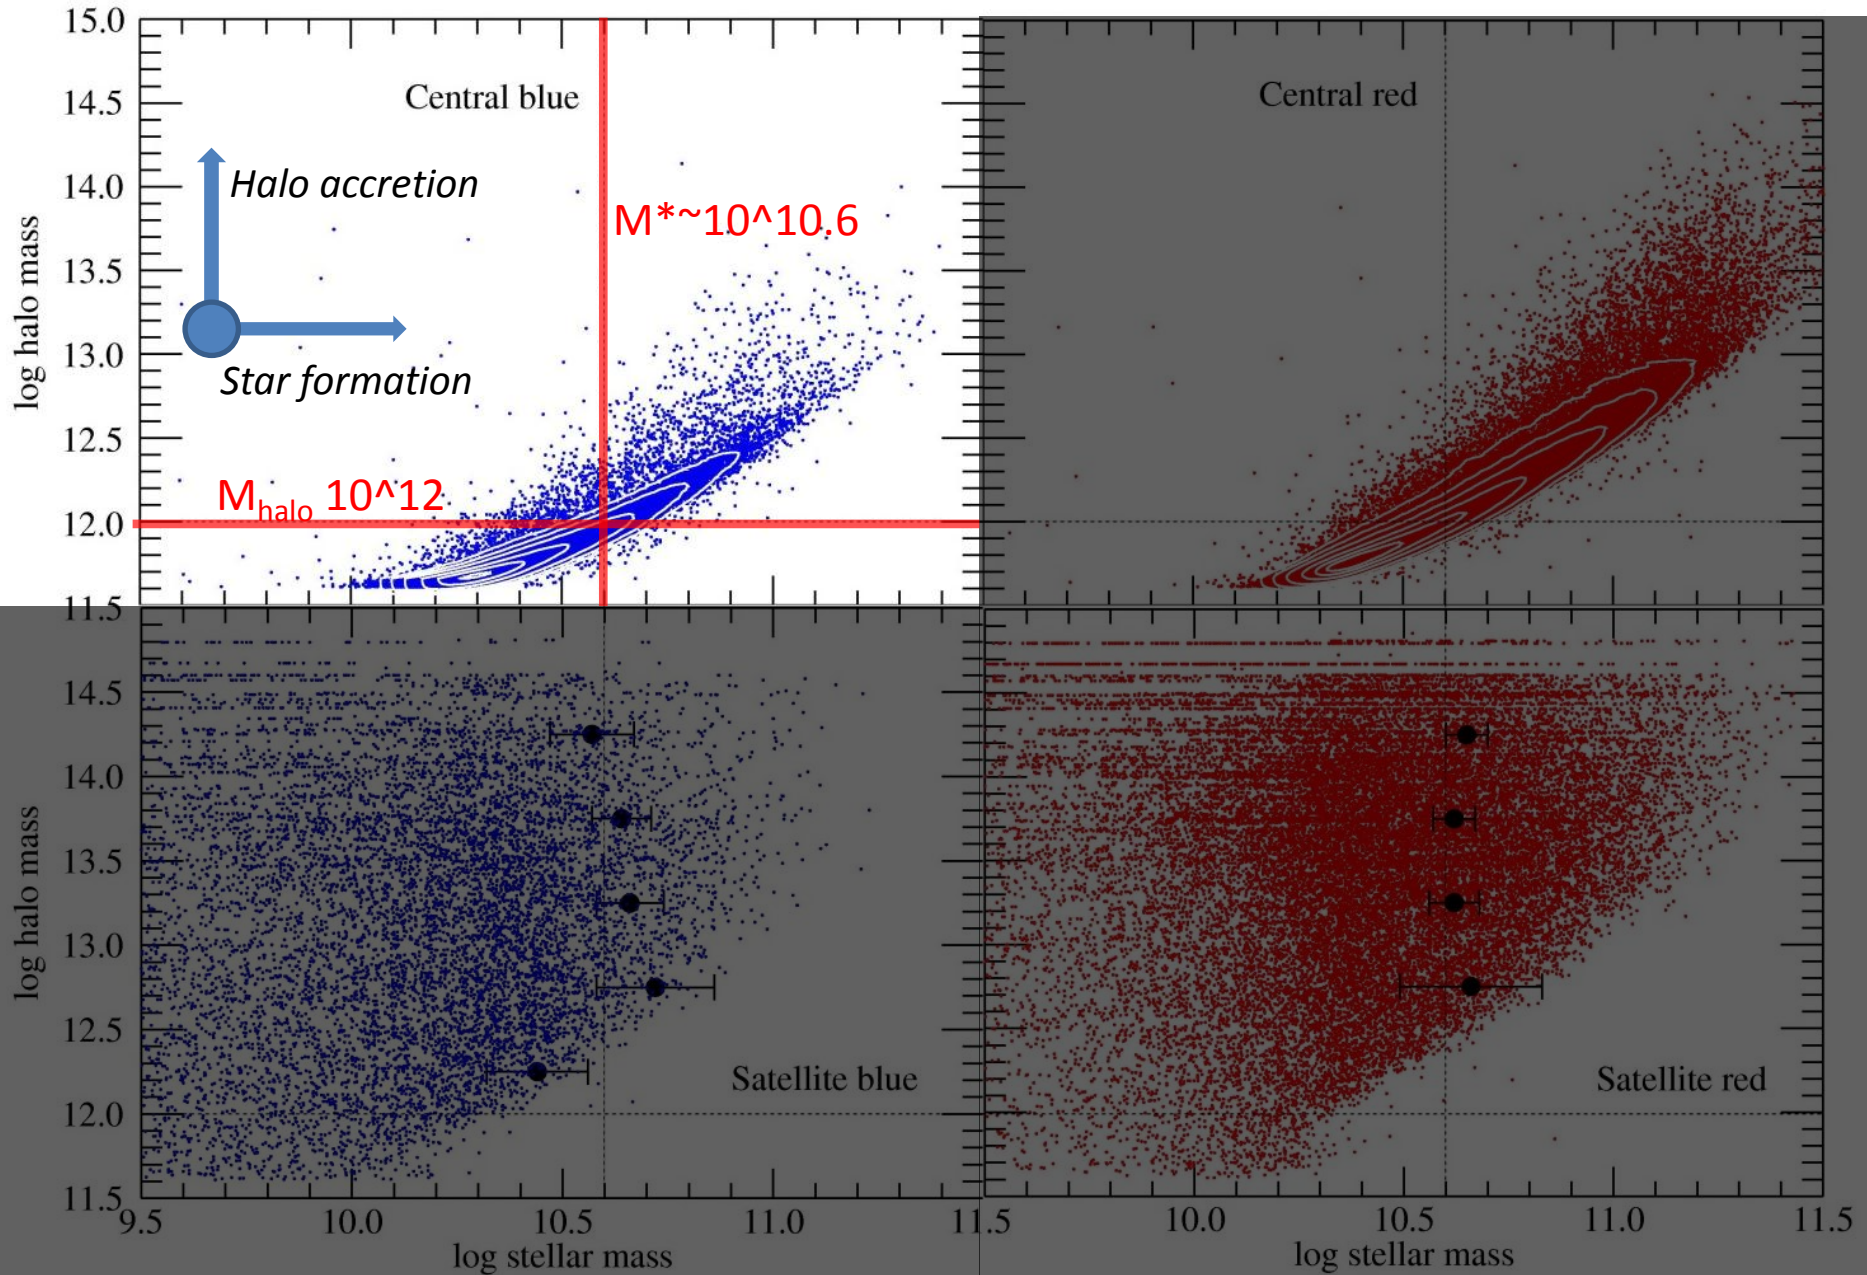 15.0
14.5
14.0
13.5
13.0
12.5
12.0
11.5
log halo mass
Central blue
Halo accretion
Star formation
M*~10^10.6
Mhalo 10^12
Central red
14.5
14.0
13.5
13.0
12.5
12.0
11.5
log halo mass
Satellite blue
Satellite red
9.5 10.0 10.5 11.0 11.5 10.0 10.5 11.0 11.5
log stellar mass
log stellar mass